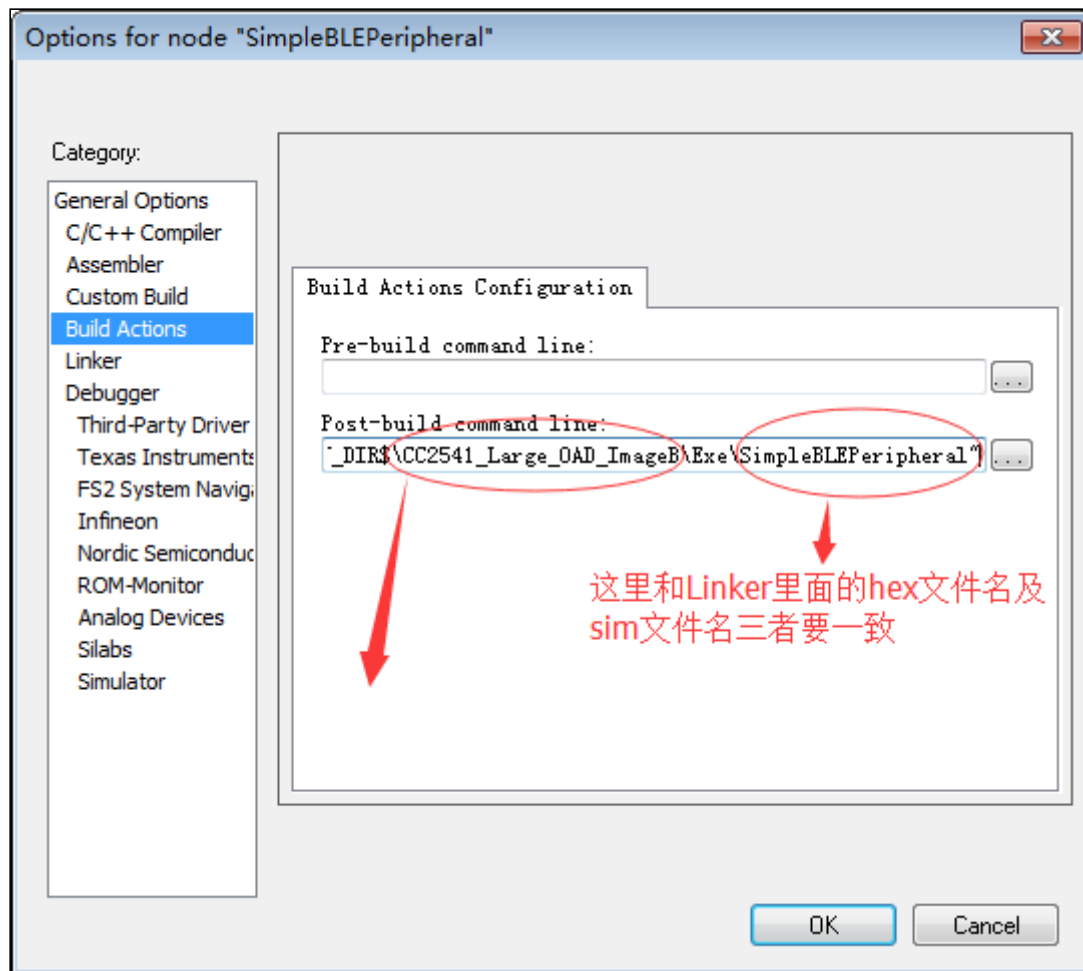 Options for node "SimpleBLEPeripheral"
Category:
General Options
C/C++ Compiler
Assembler
Custom Build
Build Actions
Linker
Debugger
Third-Party Driver
Texas Instruments
FS2 System Naviga
Infineon
Nordic Semiconduc
ROM-Monitor
Analog Devices
Silabs
Simulator
Build Actions Configuration
Pre-build command line:
...
Post-build command line:
_DIR$\CC2541_Large_OAD_ImageB\Exe\SimpleBLEPeripheral"
...
这里和Linker里面的hex文件名及
sim文件名三者要一致
OK
Cancel